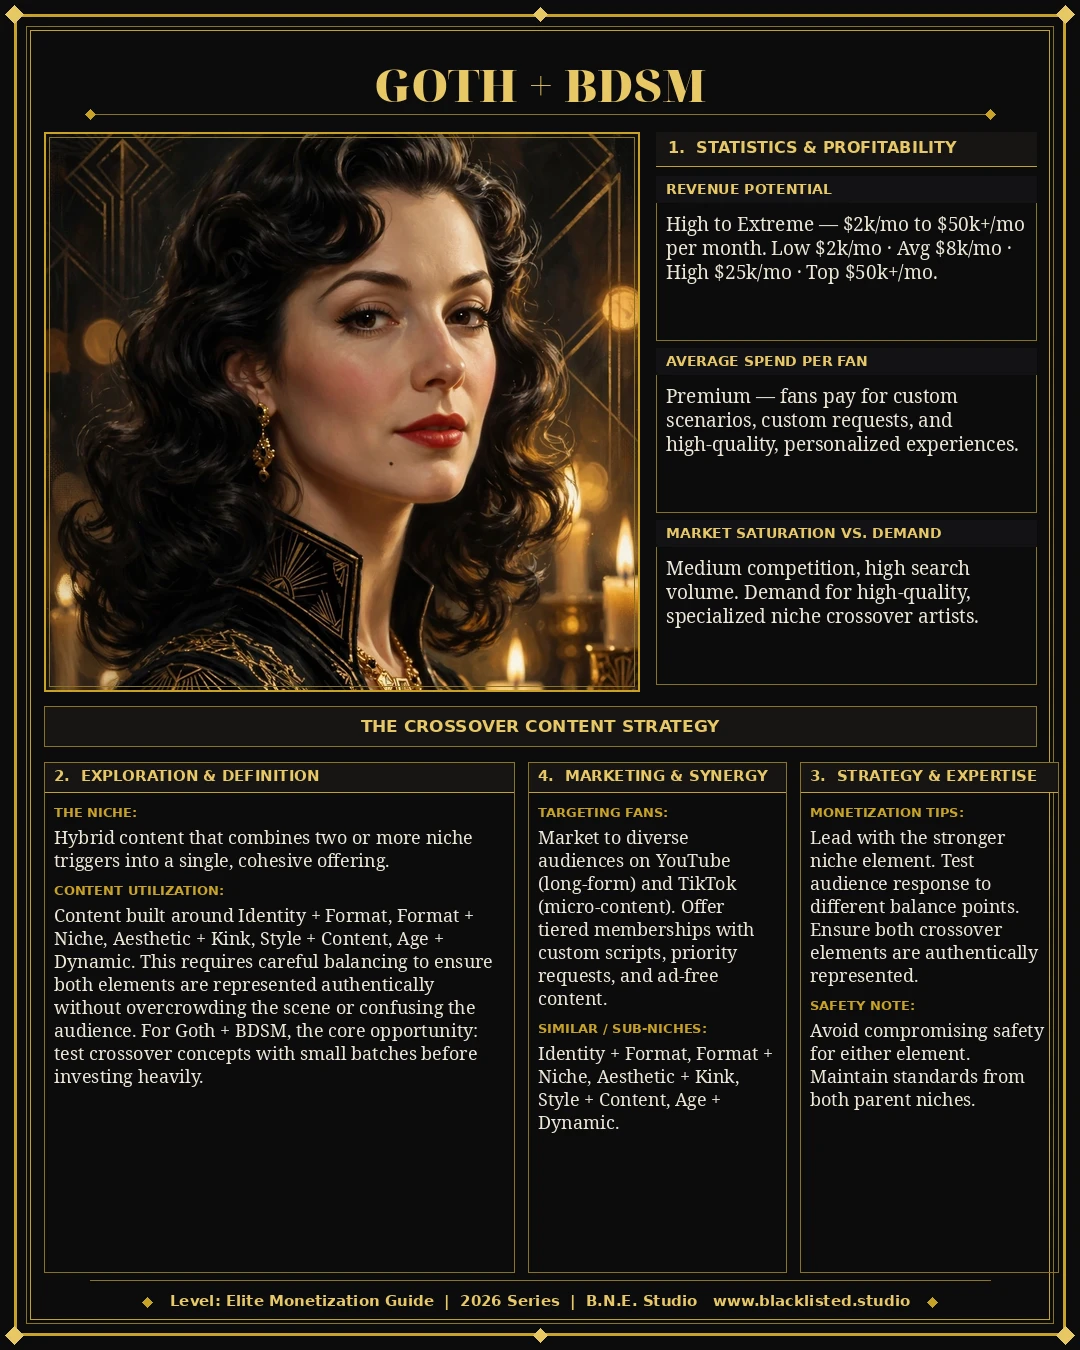 GOTH + BDSM
1. STATISTICS & PROFITABILITY
REVENUE POTENTIAL
High to Extreme — $2k/mo to $50k+/mo
per month. Low $2k/mo · Avg $8k/mo ·
High $25k/mo · Top $50k+/mo.
AVERAGE SPEND PER FAN
Premium — fans pay for custom
scenarios, custom requests, and
high-quality, personalized experiences.
MARKET SATURATION VS. DEMAND
Medium competition, high search
volume. Demand for high-quality,
specialized niche crossover artists.
THE CROSSOVER CONTENT STRATEGY
2. EXPLORATION & DEFINITION
THE NICHE:
Hybrid content that combines two or more niche
triggers into a single, cohesive offering.
CONTENT UTILIZATION:
Content built around Identity + Format, Format +
Niche, Aesthetic + Kink, Style + Content, Age +
Dynamic. This requires careful balancing to ensure
both elements are represented authentically
without overcrowding the scene or confusing the
audience. For Goth + BDSM, the core opportunity:
test crossover concepts with small batches before
investing heavily.
4. MARKETING & SYNERGY
TARGETING FANS:
Market to diverse
audiences on YouTube
(long-form) and TikTok
(micro-content). Offer
tiered memberships with
custom scripts, priority
requests, and ad-free
content.
SIMILAR / SUB-NICHES:
Identity + Format, Format +
Niche, Aesthetic + Kink,
Style + Content, Age +
Dynamic.
3. STRATEGY & EXPERTISE
MONETIZATION TIPS:
Lead with the stronger
niche element. Test
audience response to
different balance points.
Ensure both crossover
elements are authentically
represented.
SAFETY NOTE:
Avoid compromising safety
for either element.
Maintain standards from
both parent niches.
Level: Elite Monetization Guide | 2026 Series | B.N.E. Studio www.blacklisted.studio